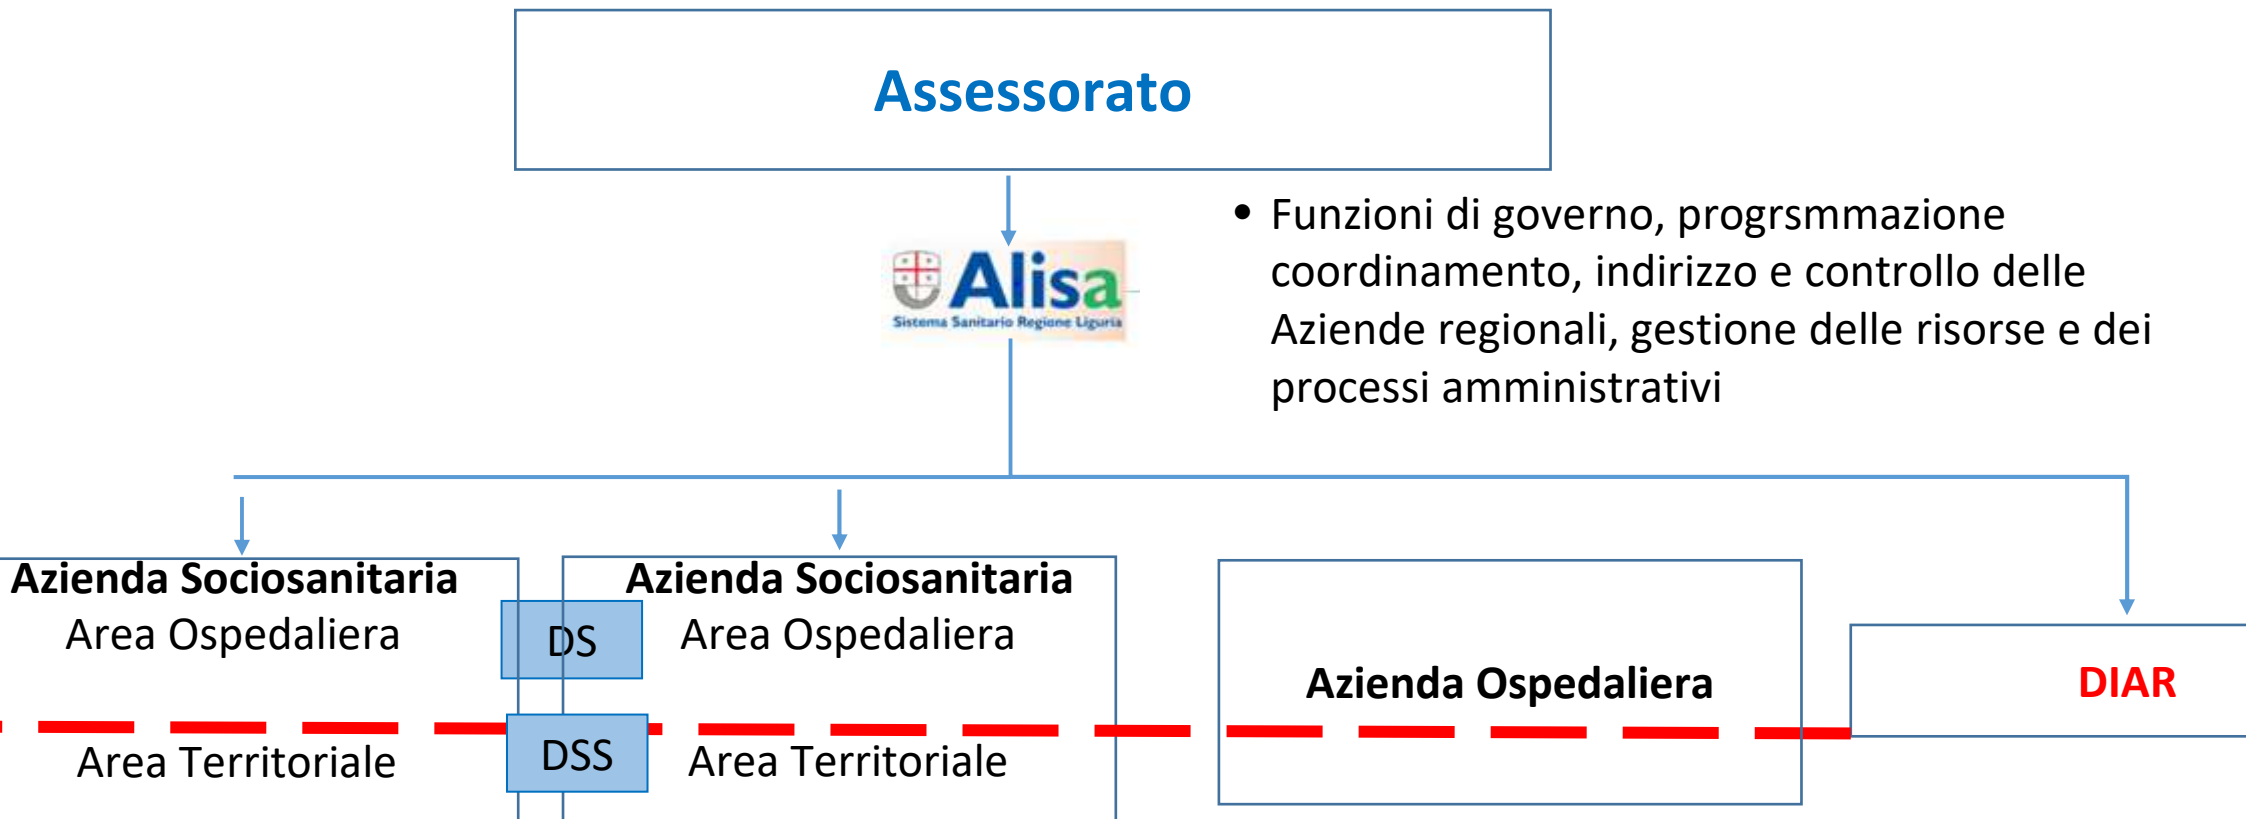 Assessorato
Alisa
Sistema Sanitario Regione Liguria
• Funzioni di governo, progrsmmazione
coordinamento, indirizzo e controllo delle
Aziende regionali, gestione delle risorse e dei
processi amministrativi
Azienda Sociosanitaria
Area Ospedaliera
Area Territoriale
DS
DSS
Azienda Sociosanitaria
Area Ospedaliera
Area Territoriale
Azienda Ospedaliera
DIAR